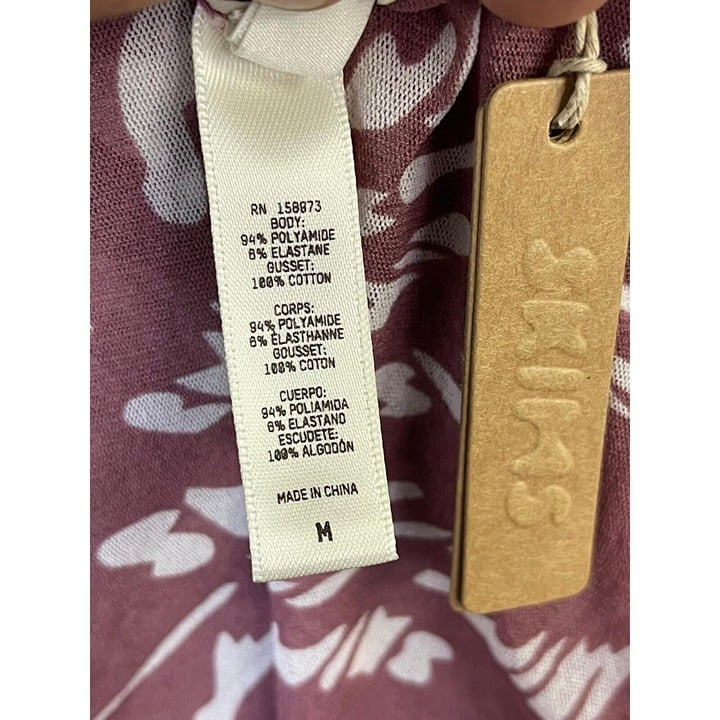 RN 158873
BODY:
94% POLYAMIDE
6% ELASTANE
GUSSET:
100% COTTON
CORPS:
94% POLYAMIDE
6% ELASTHANNE
GOUSSET:
100% COTON
CUERPO:
94% POLIAMIDA
6% ELASTANO
ESCUDETE:
100% ALGODÓN
MADE IN CHINA
M
SKIMS